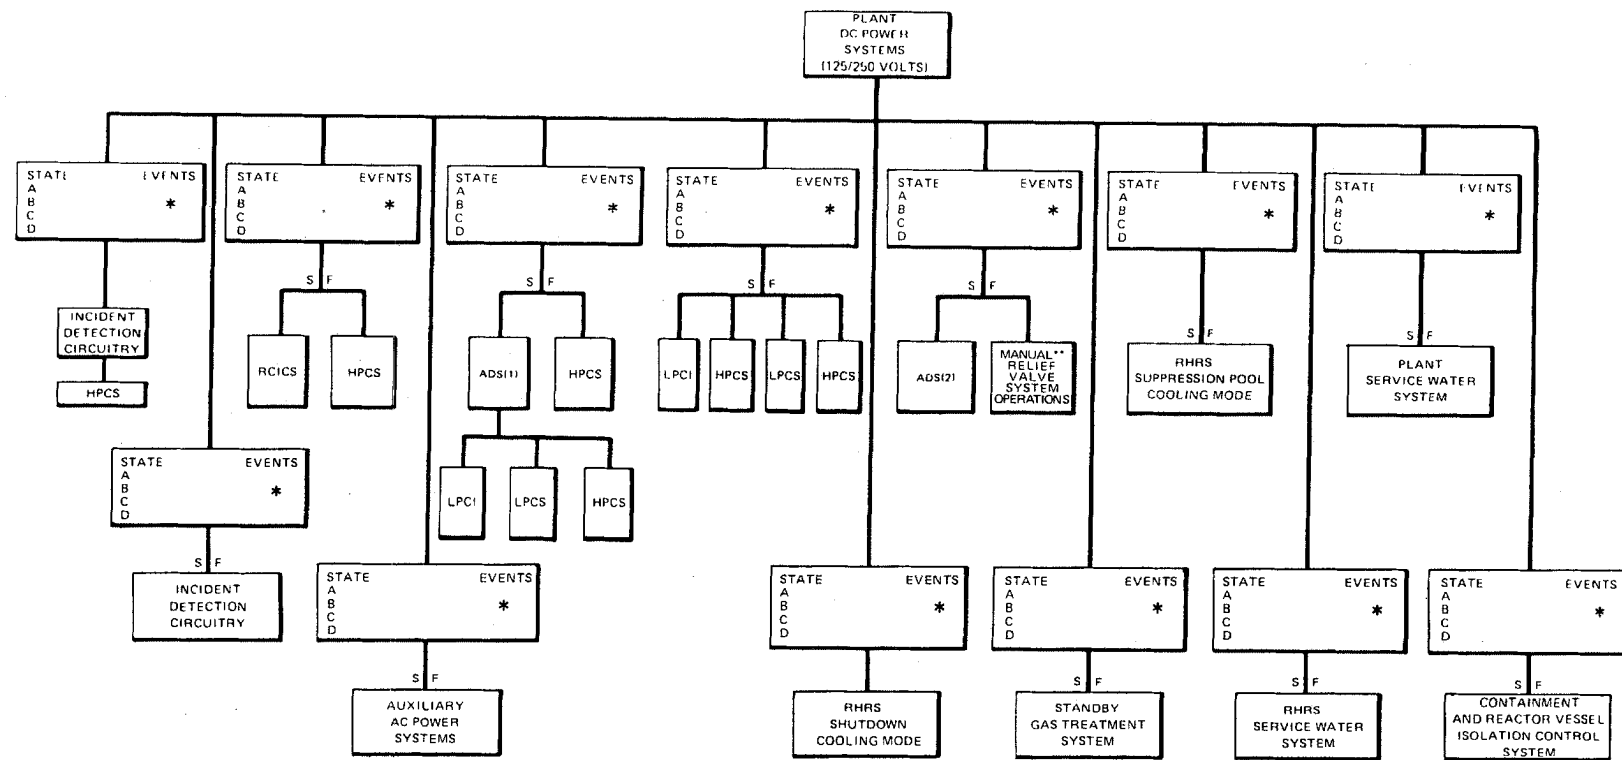 PLANT
DC POWER
SYSTEMS
(125/250 VOLTS)
STATE EVENTS
A
B
C
D
*
INCIDENT
DETECTION
CIRCUITRY
HPCS
STATE EVENTS
A
B
C
D
*
S F
RCICS
HPCS
STATE EVENTS
A
B
C
D
*
S F
ADS(1)
HPCS
LPCI
LPCS
HPCS
STATE EVENTS
A
B
C
D
*
S F
LPCI
HPCS
LPCS
HPCS
STATE EVENTS
A
B
C
D
*
S F
ADS(2)
MANUAL**
RELIEF
VALVE
SYSTEM
OPERATIONS
STATE EVENTS
A
B
C
D
*
S F
RHRS
SUPPRESSION POOL
COOLING MODE
STATE EVENTS
A
B
C
D
*
S F
PLANT
SERVICE WATER
SYSTEM
STATE EVENTS
A
B
C
D
*
S F
INCIDENT
DETECTION
CIRCUITRY
STATE EVENTS
A
B
C
D
*
S F
AUXILIARY
AC POWER
SYSTEMS
STATE EVENTS
A
B
C
D
*
RHRS
SHUTDOWN
COOLING MODE
STATE EVENTS
A
B
C
D
*
S F
STANDBY
GAS TREATMENT
SYSTEM
STATE EVENTS
A
B
C
D
*
S F
RHRS
SERVICE WATER
SYSTEM
STATE EVENTS
A
B
C
D
*
S F
CONTAINMENT
AND REACTOR VESSEL
ISOLATION CONTROL
SYSTEM